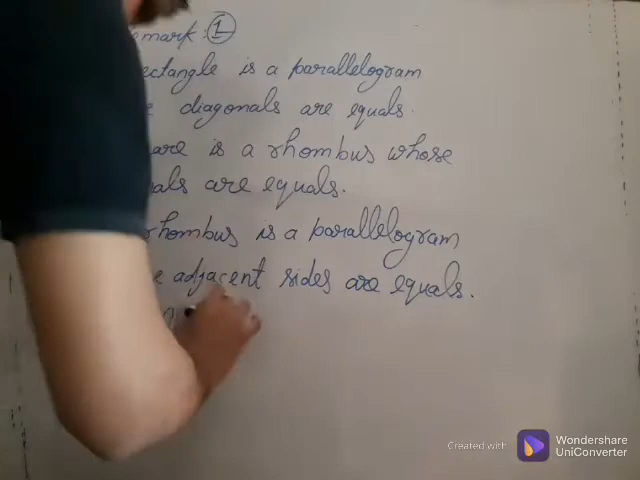 mark: 1
ectangle is a parallelogram
e diagonals are equals.
are is a rhombus whose
als are equals.
rhombus is a parallelogram
e adjacent sides are equals.
Created with Wondershare
UniConverter